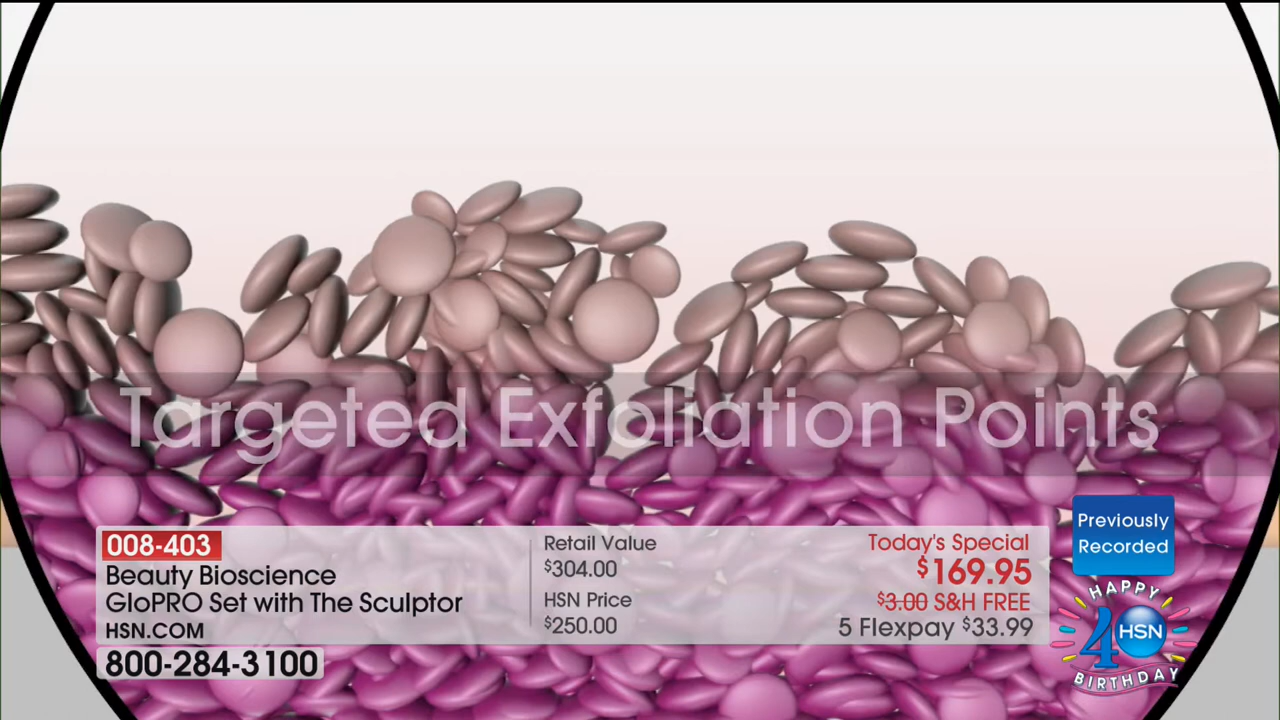 Targeted Exfoliation Points
008-403
Beauty Bioscience
GloPRO Set with The Sculptor
HSN.COM
800-284-3100
Retail Value
$304.00
HSN Price
$250.00
Today's Special
$169.95
$3.00 S&H FREE
5 Flexpay $33.99
Previously
Recorded
HAPPY
40 HSN
BIRTHDAY